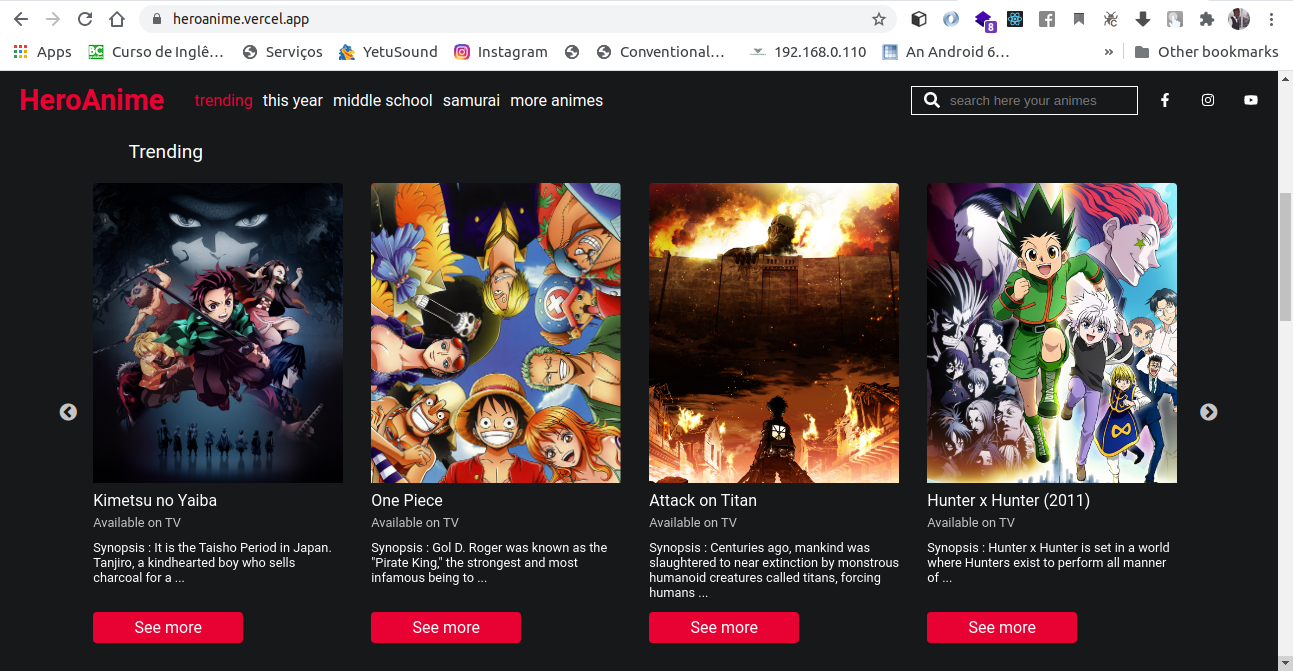 heroanime.vercel.app
8
Apps
Curso de Inglê…
Serviços
YetuSound
Instagram
Conventional…
192.168.0.110
An Android 6…
»
Other bookmarks
HeroAnime
trending
this year
middle school
samurai
more animes
search here your animes
Trending
Kimetsu no Yaiba
Available on TV
Synopsis : It is the Taisho Period in Japan.
Tanjiro, a kindhearted boy who sells
charcoal for a ...
See more
One Piece
Available on TV
Synopsis : Gol D. Roger was known as the
"Pirate King," the strongest and most
infamous being to ...
See more
Attack on Titan
Available on TV
Synopsis : Centuries ago, mankind was
slaughtered to near extinction by monstrous
humanoid creatures called titans, forcing
humans ...
See more
Hunter x Hunter (2011)
Available on TV
Synopsis : Hunter x Hunter is set in a world
where Hunters exist to perform all manner
of ...
See more